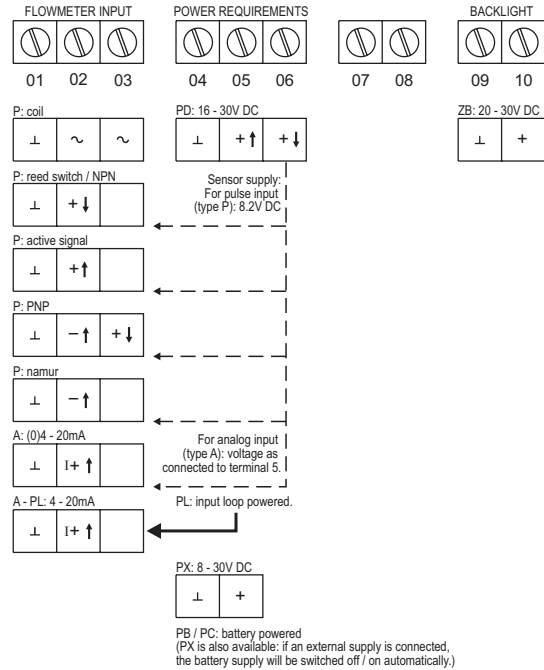 FLOWMETER INPUT
POWER REQUIREMENTS
BACKLIGHT
01 02 03
04 05 06
07 08
09 10
P: coil
⊥ ~ ~
PD: 16 - 30V DC
⊥ +↑ +↓
ZB: 20 - 30V DC
⊥ +
P: reed switch / NPN
⊥ +↓
Sensor supply:
For pulse input
(type P): 8.2V DC
P: active signal
⊥ +↑
P: PNP
⊥ −↑ +↓
P: namur
⊥ −↑
A: (0)4 - 20mA
⊥ I+ ↑
For analog input
(type A): voltage as
connected to terminal 5.
A - PL: 4 - 20mA
⊥ I+ ↑
PL: input loop powered.
PX: 8 - 30V DC
⊥ +
PB / PC: battery powered
(PX is also available: if an external supply is connected,
the battery supply will be switched off / on automatically.)